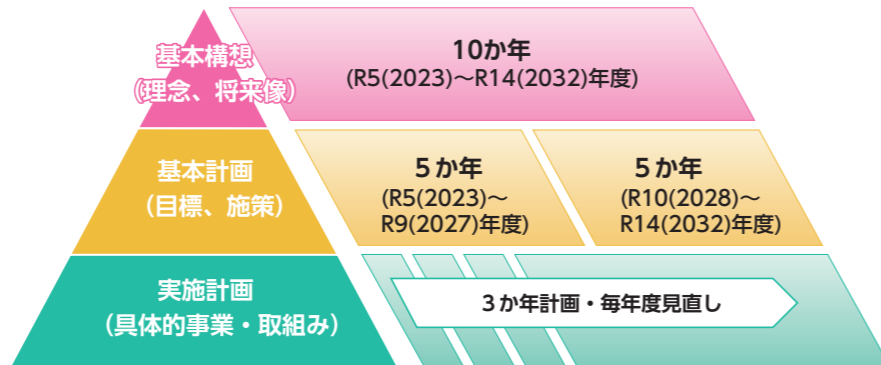 基本構想
(理念、将来像)
10か年
(R5(2023)～R14(2032)年度)
基本計画
(目標、施策)
5か年
(R5(2023)～
R9(2027)年度)
5か年
(R10(2028)～
R14(2032)年度)
実施計画
(具体的事業・取組み)
3か年計画・毎年度見直し